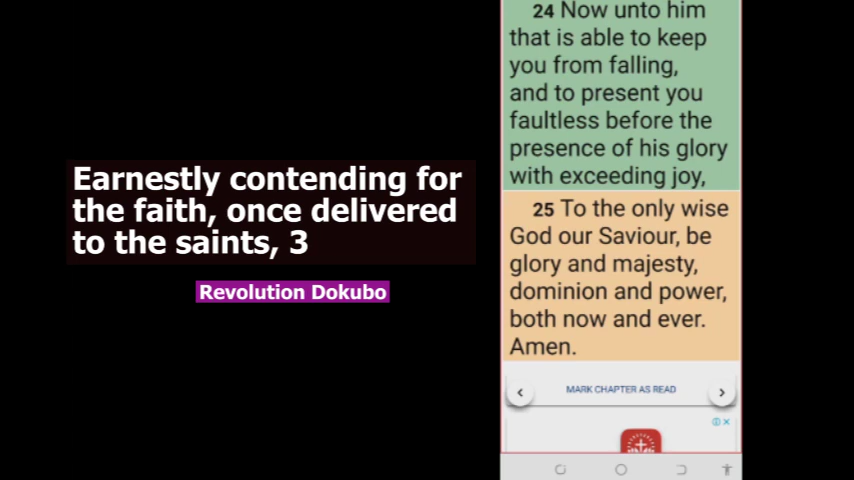 Earnestly contending for
the faith, once delivered
to the saints, 3
Revolution Dokubo
24 Now unto him
that is able to keep
you from falling,
and to present you
faultless before the
presence of his glory
with exceeding joy,
25 To the only wise
God our Saviour, be
glory and majesty,
dominion and power,
both now and ever.
Amen.
MARK CHAPTER AS READ